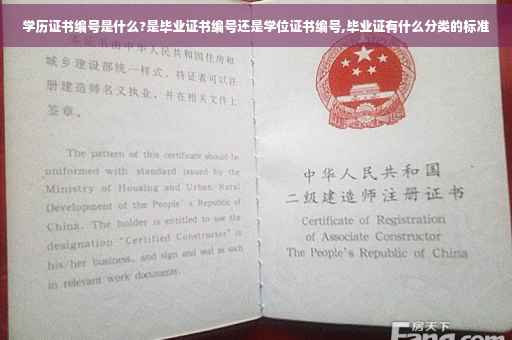 学历证书编号是什么?是毕业证书编号还是学位证书编号,毕业证有什么分类的标准
本证书由中华人民共和国住房和
城乡建设部统一样式，持证者可以注
册建造师名义执业，并在相关文件上
签章。
The pattern of this certificate should be
uniformed with standard issued by the
Ministry of Housing and Urban Rural
Development of the People's Republic of
China. The holder is entitled to use the
designation "Certified Constructor" in
his/her business, and sign and seal as such
in relevant work documents.
中华人民共和国
二级建造师注册证书
Certificate of Registration
of Associate Constructor
The People's Republic of China
房天下
Fang.com